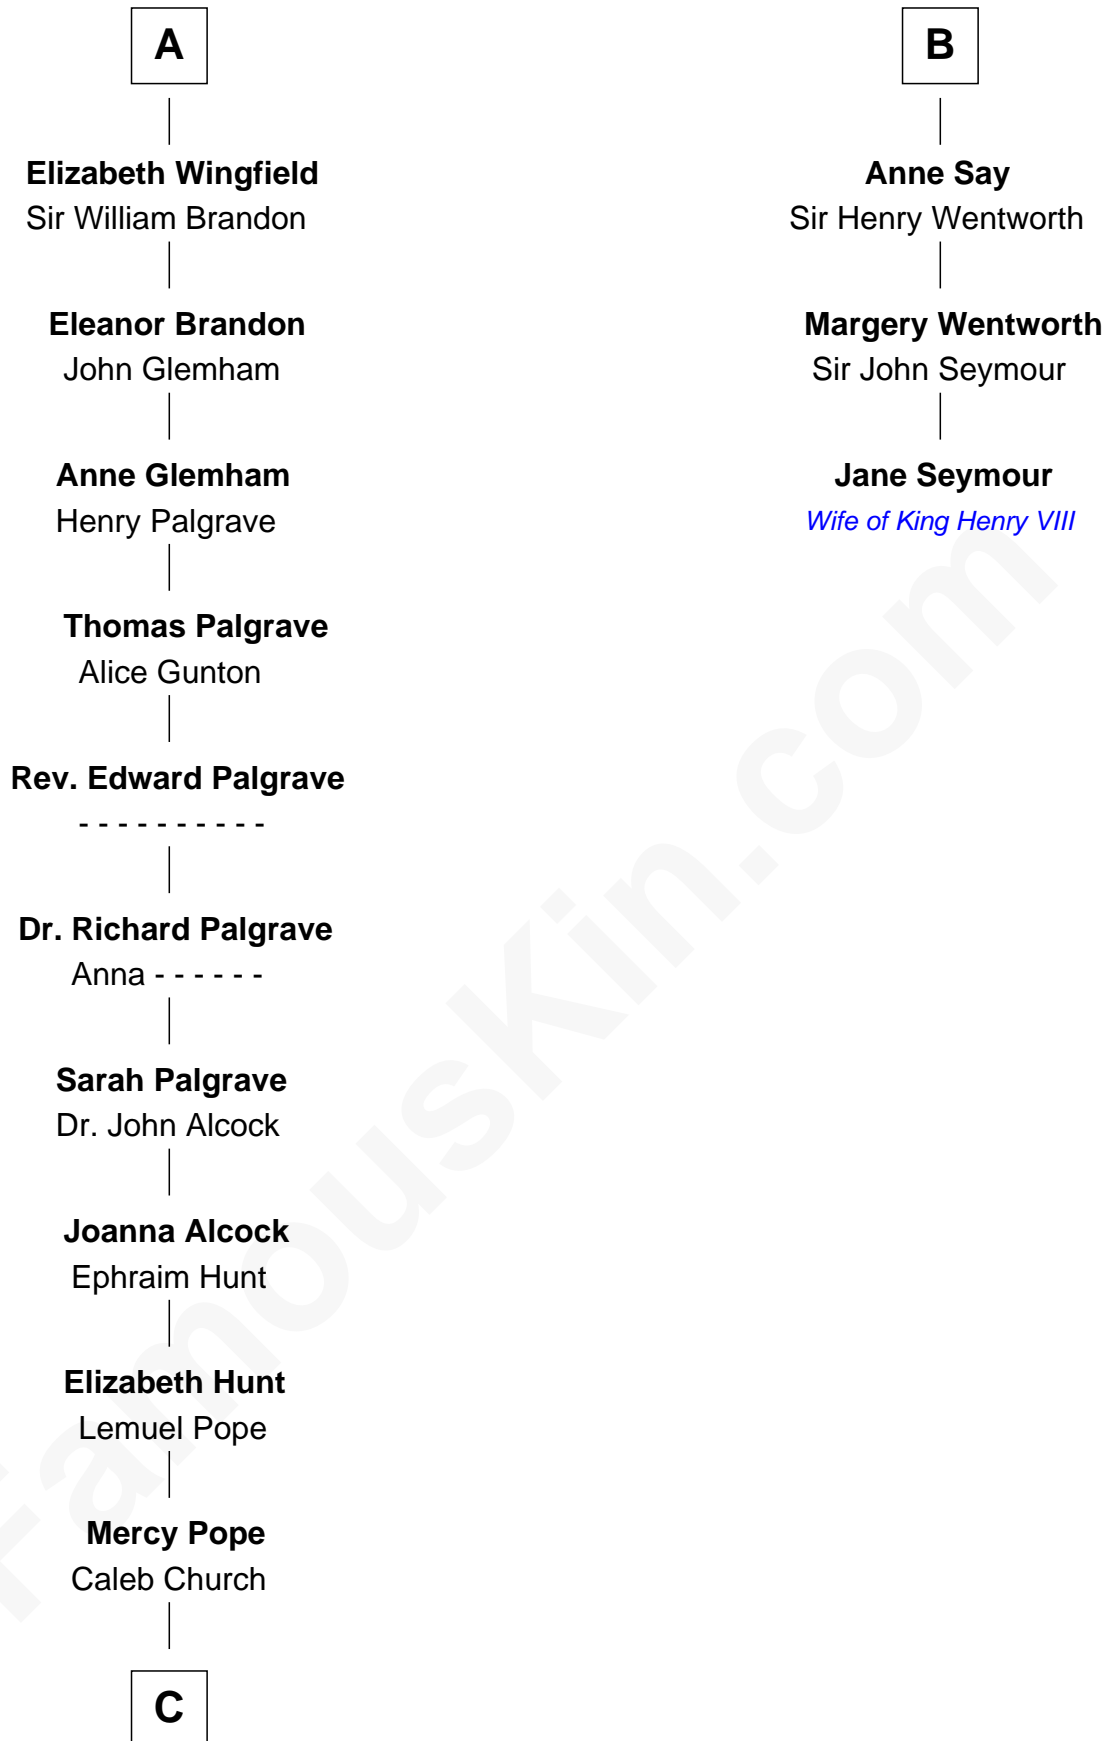 A
Elizabeth Wingfield
Sir William Brandon
Eleanor Brandon
John Glemham
Anne Glemham
Henry Palgrave
Thomas Palgrave
Alice Gunton
Rev. Edward Palgrave
- - - - - - - - - -
Dr. Richard Palgrave
Anna - - - - - -
Sarah Palgrave
Dr. John Alcock
Joanna Alcock
Ephraim Hunt
Elizabeth Hunt
Lemuel Pope
Mercy Pope
Caleb Church
C
B
Anne Say
Sir Henry Wentworth
Margery Wentworth
Sir John Seymour
Jane Seymour
Wife of King Henry VIII
FamousKin.com